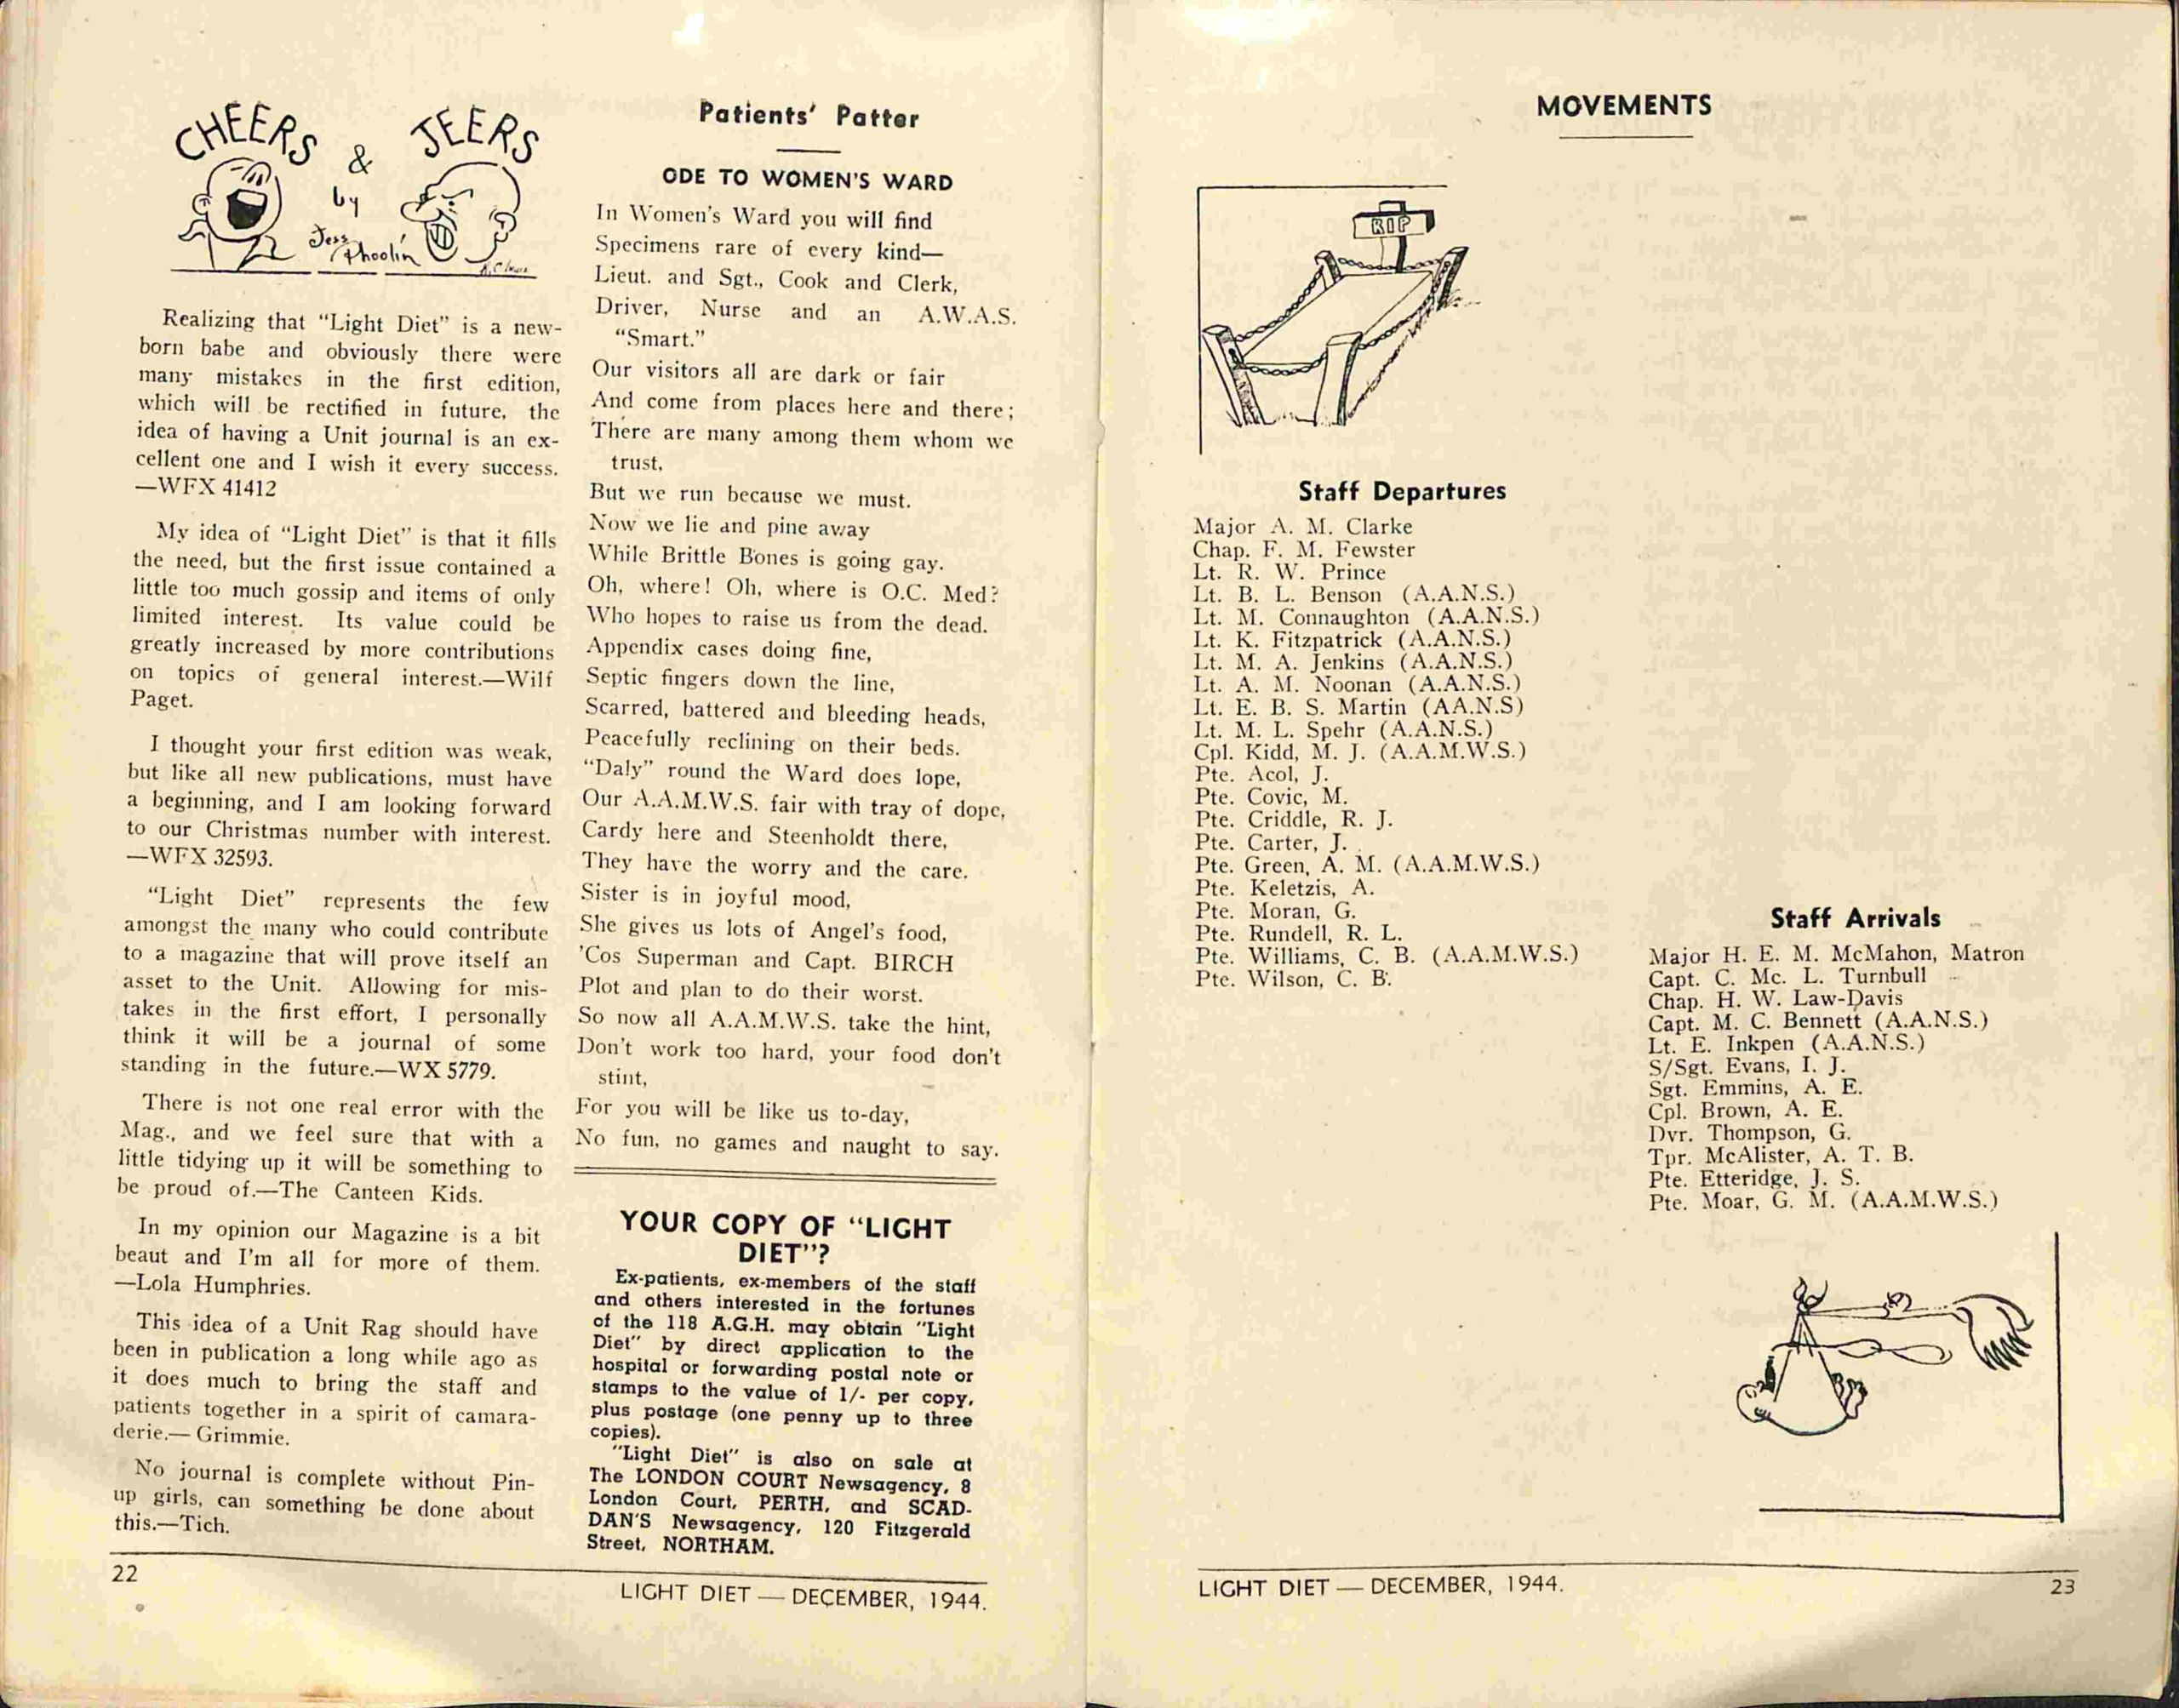 CHEERS & JEERS
by
Jess Phoolin'
Realizing that "Light Diet" is a new-
born babe and obviously there were
many mistakes in the first edition,
which will be rectified in future, the
idea of having a Unit journal is an ex-
cellent one and I wish it every success.
—WFX 41412
My idea of "Light Diet" is that it fills
the need, but the first issue contained a
little too much gossip and items of only
limited interest. Its value could be
greatly increased by more contributions
on topics of general interest.—Wilf
Paget.
I thought your first edition was weak,
but like all new publications, must have
a beginning, and I am looking forward
to our Christmas number with interest.
—WFX 32593.
"Light Diet" represents the few
amongst the many who could contribute
to a magazine that will prove itself an
asset to the Unit. Allowing for mis-
takes in the first effort, I personally
think it will be a journal of some
standing in the future.—WX 5779.
There is not one real error with the
Mag., and we feel sure that with a
little tidying up it will be something to
be proud of.—The Canteen Kids.
In my opinion our Magazine is a bit
beaut and I'm all for more of them.
—Lola Humphries.
This idea of a Unit Rag should have
been in publication a long while ago as
it does much to bring the staff and
patients together in a spirit of camara-
derie.— Grimmie.
No journal is complete without Pin-
up girls, can something be done about
this.—Tich.
22
Patients' Patter
ODE TO WOMEN'S WARD
In Women's Ward you will find
Specimens rare of every kind—
Lieut. and Sgt., Cook and Clerk,
Driver, Nurse and an A.W.A.S.
"Smart."
Our visitors all are dark or fair
And come from places here and there;
There are many among them whom we
trust,
But we run because we must.
Now we lie and pine away
While Brittle Bones is going gay.
Oh, where! Oh, where is O.C. Med?
Who hopes to raise us from the dead.
Appendix cases doing fine,
Septic fingers down the line,
Scarred, battered and bleeding heads,
Peacefully reclining on their beds.
"Daly" round the Ward does lope,
Our A.A.M.W.S. fair with tray of dope,
Cardy here and Steenholdt there,
They have the worry and the care.
Sister is in joyful mood,
She gives us lots of Angel's food,
'Cos Superman and Capt. BIRCH
Plot and plan to do their worst.
So now all A.A.M.W.S. take the hint,
Don't work too hard, your food don't
stint,
For you will be like us to-day,
No fun, no games and naught to say.
YOUR COPY OF "LIGHT
DIET"?
Ex-patients, ex-members of the staff
and others interested in the fortunes
of the 118 A.G.H. may obtain "Light
Diet" by direct application to the
hospital or forwarding postal note or
stamps to the value of 1/- per copy,
plus postage (one penny up to three
copies).
"Light Diet" is also on sale at
The LONDON COURT Newsagency, 8
London Court, PERTH, and SCAD-
DAN'S Newsagency, 120 Fitzgerald
Street, NORTHAM.
LIGHT DIET — DECEMBER, 1944.
MOVEMENTS
RIP
Staff Departures
Major A. M. Clarke
Chap. F. M. Fewster
Lt. R. W. Prince
Lt. B. L. Benson (A.A.N.S.)
Lt. M. Connaughton (A.A.N.S.)
Lt. K. Fitzpatrick (A.A.N.S.)
Lt. M. A. Jenkins (A.A.N.S.)
Lt. A. M. Noonan (A.A.N.S.)
Lt. E. B. S. Martin (AA.N.S)
Lt. M. L. Spehr (A.A.N.S.)
Cpl. Kidd, M. J. (A.A.M.W.S.)
Pte. Acol, J.
Pte. Covic, M.
Pte. Criddle, R. J.
Pte. Carter, J.
Pte. Green, A. M. (A.A.M.W.S.)
Pte. Keletzis, A.
Pte. Moran, G.
Pte. Rundell, R. L.
Pte. Williams, C. B. (A.A.M.W.S.)
Pte. Wilson, C. B.
Staff Arrivals
Major H. E. M. McMahon, Matron
Capt. C. Mc. L. Turnbull
Chap. H. W. Law-Davis
Capt. M. C. Bennett (A.A.N.S.)
Lt. E. Inkpen (A.A.N.S.)
S/Sgt. Evans, I. J.
Sgt. Emmins, A. E.
Cpl. Brown, A. E.
Dvr. Thompson, G.
Tpr. McAlister, A. T. B.
Pte. Etteridge, J. S.
Pte. Moar, G. M. (A.A.M.W.S.)
LIGHT DIET — DECEMBER, 1944.
23